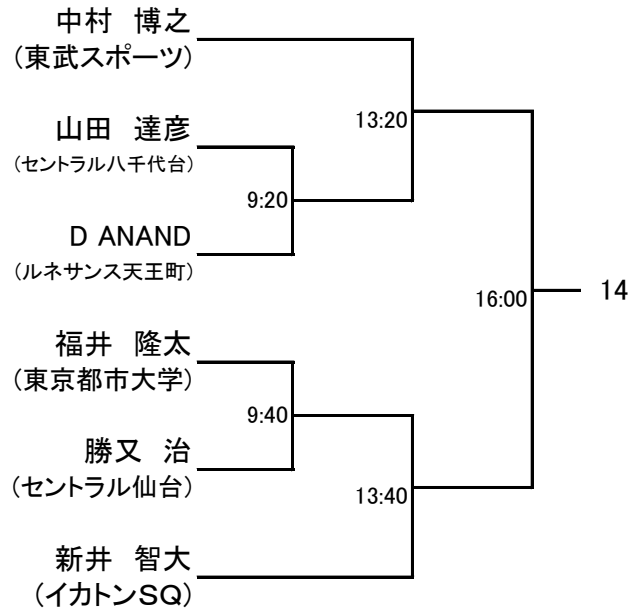 中村 博之
(東武スポーツ)
13:20
山田 達彦
(セントラル八千代台)
9:20
D ANAND
(ルネサンス天王町)
16:00
14
福井 隆太
(東京都市大学)
9:40
勝又 治
(セントラル仙台)
13:40
新井 智大
(イカトンSQ)